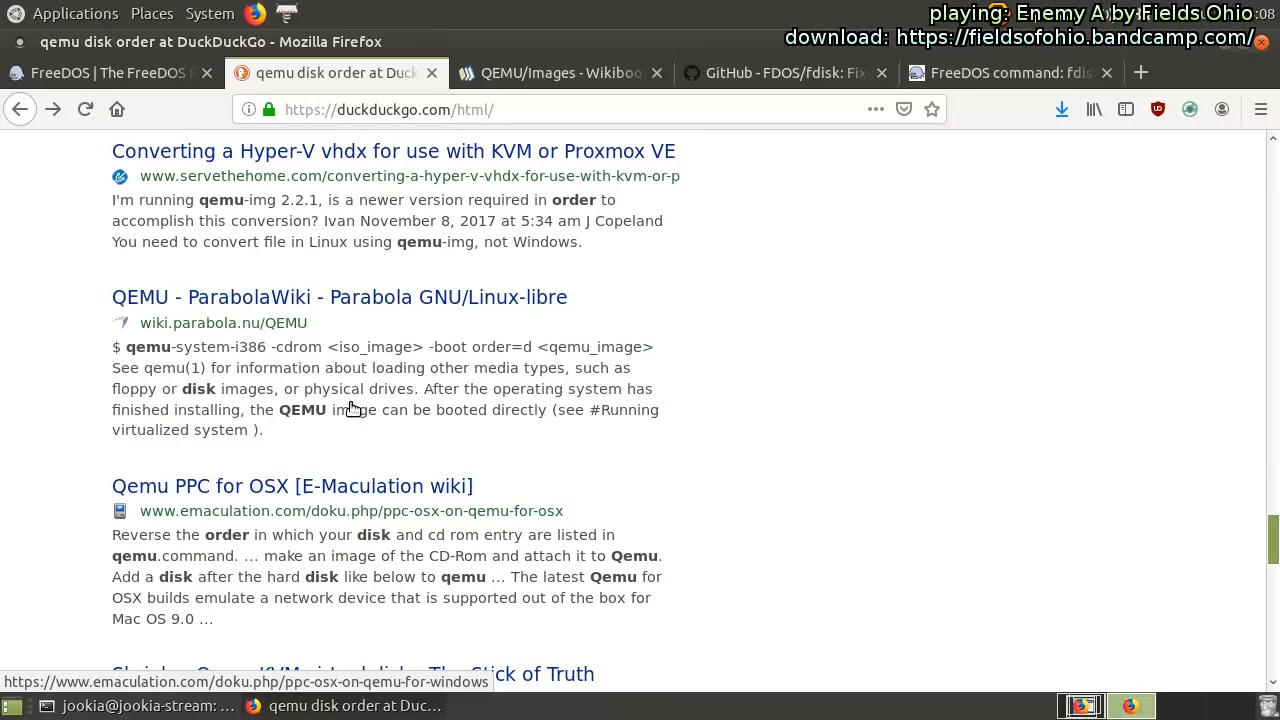 Applications Places System
playing: Enemy A by Fields Ohio
:08
download: https://fieldsofohio.bandcamp.com/
qemu disk order at DuckDuckGo - Mozilla Firefox
FreeDOS | The FreeDOS
qemu disk order at Duck
QEMU/Images - Wikiboo
GitHub - FDOS/fdisk: Fix
FreeDOS command: fdis
https://duckduckgo.com/html/
Converting a Hyper-V vhdx for use with KVM or Proxmox VE
www.servethehome.com/converting-a-hyper-v-vhdx-for-use-with-kvm-or-p
I'm running qemu-img 2.2.1, is a newer version required in order to
accomplish this conversion? Ivan November 8, 2017 at 5:34 am J Copeland
You need to convert file in Linux using qemu-img, not Windows.
QEMU - ParabolaWiki - Parabola GNU/Linux-libre
wiki.parabola.nu/QEMU
$ qemu-system-i386 -cdrom <iso_image> -boot order=d <qemu_image>
See qemu(1) for information about loading other media types, such as
floppy or disk images, or physical drives. After the operating system has
finished installing, the QEMU image can be booted directly (see #Running
virtualized system ).
Qemu PPC for OSX [E-Maculation wiki]
www.emaculation.com/doku.php/ppc-osx-on-qemu-for-osx
Reverse the order in which your disk and cd rom entry are listed in
qemu.command. ... make an image of the CD-Rom and attach it to Qemu.
Add a disk after the hard disk like below to qemu ... The latest Qemu for
OSX builds emulate a network device that is supported out of the box for
Mac OS 9.0 ...
The Stick of Truth
https://www.emaculation.com/doku.php/ppc-osx-on-qemu-for-windows
jookia@jookia-stream: ...
qemu disk order at Duc...